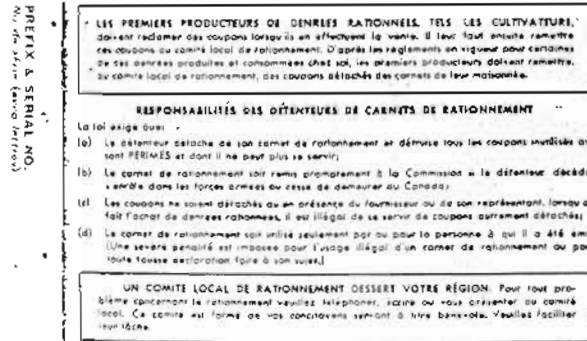 PREFIX & SERIAL NO.
LES PREMIERS PRODUCTEURS DE DENRÉES RATIONNÉES, TELS LES CULTIVATEURS,
doivent réclamer des coupons lorsqu'ils en effectuent la vente. Il leur faut ensuite remettre
ces coupons au comité local de rationnement. D'après les règlements en vigueur pour certaines
de ces denrées produites et consommées chez soi, les premiers producteurs doivent remettre,
au comité local de rationnement, des coupons détachés des carnets de leur maisonnée.
RESPONSABILITÉS DES DÉTENTEURS DE CARNETS DE RATIONNEMENT
La loi exige que:
(a) Le détenteur détache de son carnet de rationnement et détruise tous les coupons inutilisés
sont PÉRIMÉS et dont il ne peut plus se servir;
(b) Le carnet de rationnement soit remis promptement à la Commission si le détenteur décède,
s'enrôle dans les forces armées ou cesse de demeurer au Canada;
(c) Les coupons ne soient détachés qu'en présence du fournisseur ou de son représentant, lorsqu'
fait l'achat de denrées rationnées, il est illégal de se servir de coupons autrement détachés;
(d) Le carnet de rationnement soit utilisé seulement par ou pour la personne à qui il a été
(Une sévère pénalité est imposée pour l'usage illégal d'un carnet de rationnement ou
toute fausse déclaration faite à son sujet.)
UN COMITÉ LOCAL DE RATIONNEMENT DESSERT VOTRE RÉGION. Pour tout pro-
blème concernant le rationnement veuillez téléphoner, écrire ou vous présenter au comité
local. Ce comité est formé de vos concitoyens servant à titre bénévole. Veuillez faciliter
leur tâche.